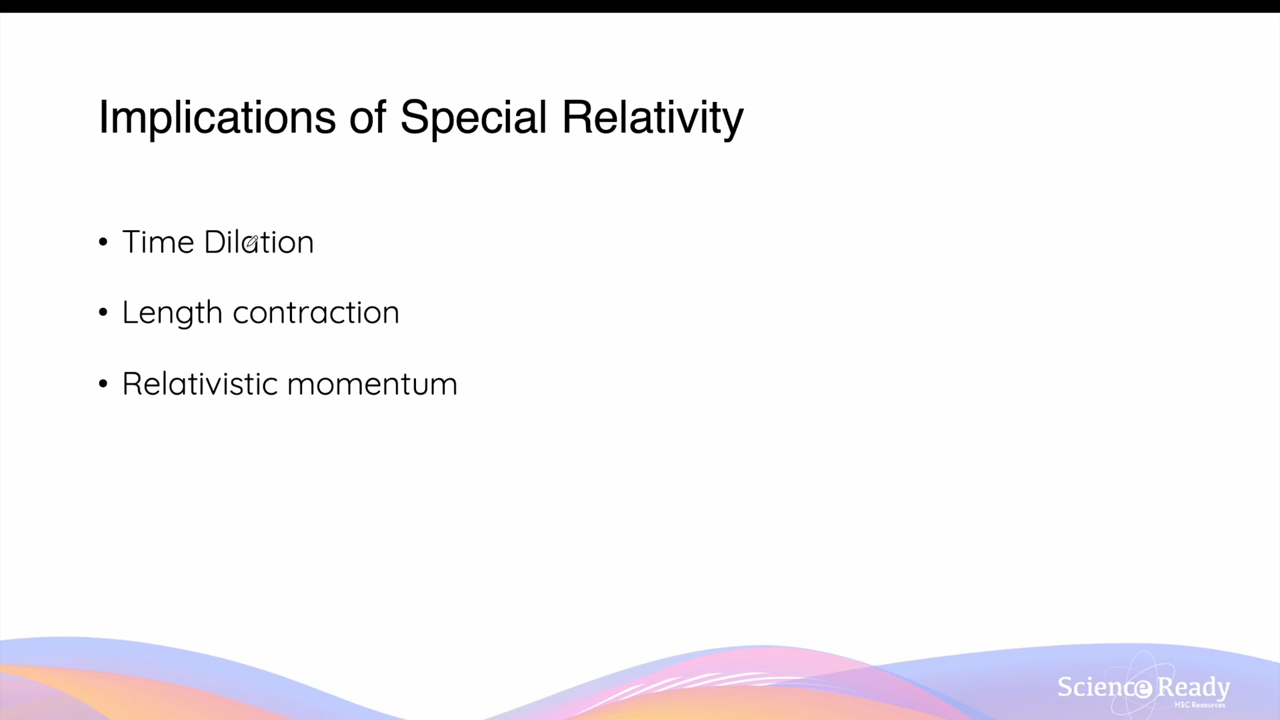 Implications of Special Relativity
• Time Dilation
• Length contraction
• Relativistic momentum
Science Ready
HSC Resources